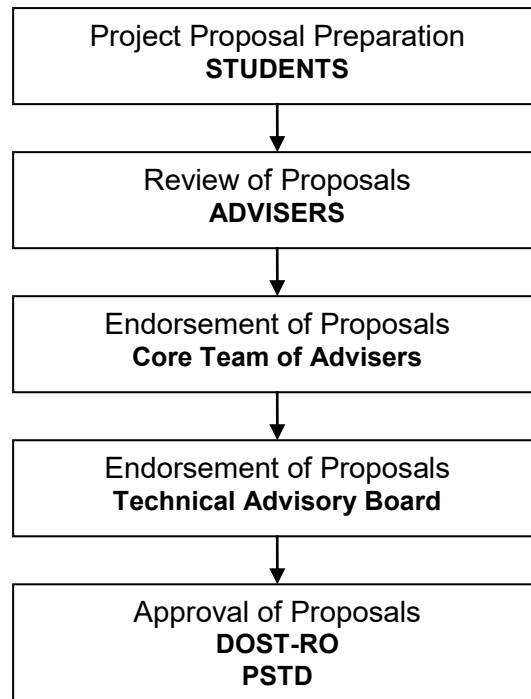 Project Proposal Preparation
STUDENTS
Review of Proposals
ADVISERS
Endorsement of Proposals
Core Team of Advisers
Endorsement of Proposals
Technical Advisory Board
Approval of Proposals
DOST-RO
PSTD